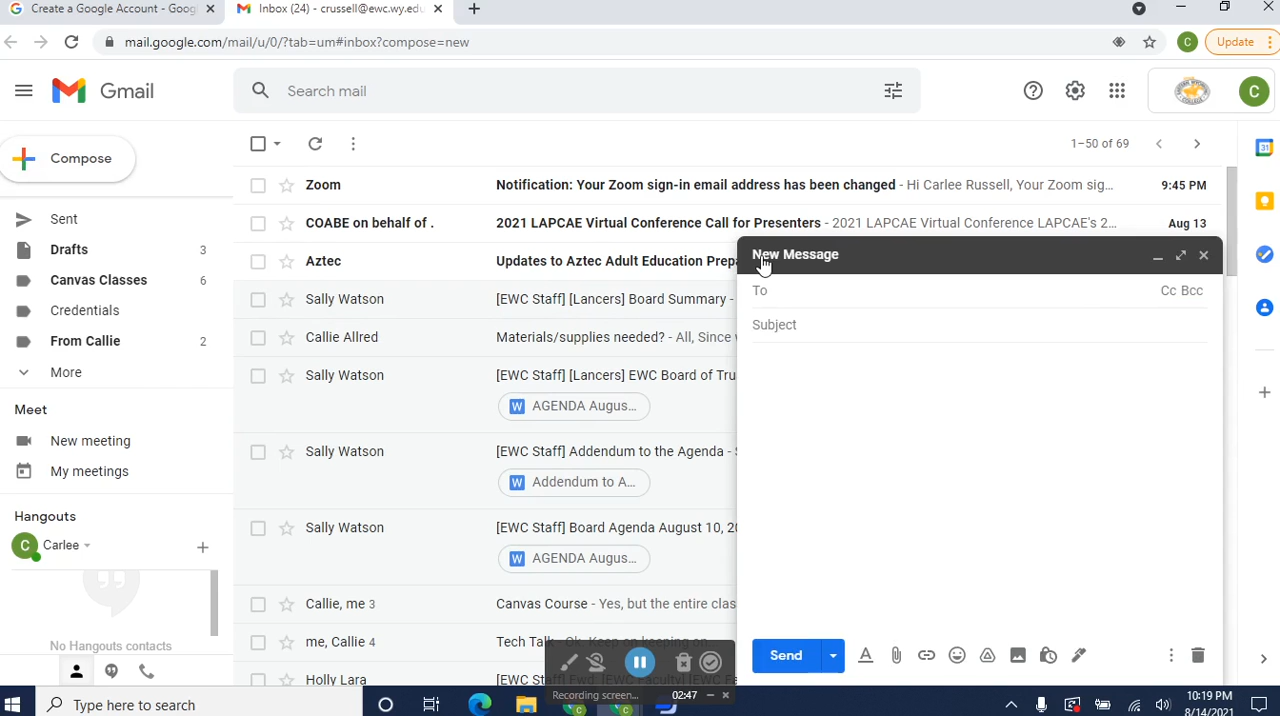 Create a Google Account - Googl
Inbox (24) - crussell@ewc.wy.edu
mail.google.com/mail/u/0/?tab=um#inbox?compose=new
C
Update
Gmail
Search mail
C
Compose
1–50 of 69
31
Sent
Drafts 3
Canvas Classes 6
Credentials
From Callie 2
More
Meet
New meeting
My meetings
Hangouts
C Carlee
No Hangouts contacts
Zoom Notification: Your Zoom sign-in email address has been changed - Hi Carlee Russell, Your Zoom sig... 9:45 PM
COABE on behalf of . 2021 LAPCAE Virtual Conference Call for Presenters - 2021 LAPCAE Virtual Conference LAPCAE's 2... Aug 13
Aztec Updates to Aztec Adult Education Prepa
Sally Watson [EWC Staff] [Lancers] Board Summary -
Callie Allred Materials/supplies needed? - All, Since
Sally Watson [EWC Staff] [Lancers] EWC Board of Tru
W AGENDA Augus...
Sally Watson [EWC Staff] Addendum to the Agenda -
W Addendum to A...
Sally Watson [EWC Staff] Board Agenda August 10, 20
W AGENDA Augus...
Callie, me 3 Canvas Course - Yes, but the entire clas
me, Callie 4 Tech Talk - Ok. Keep on keeping on.
Holly Lara
New Message
To Cc Bcc
Subject
Send
Recording screen... 02:47
Type here to search
10:19 PM
8/14/2021